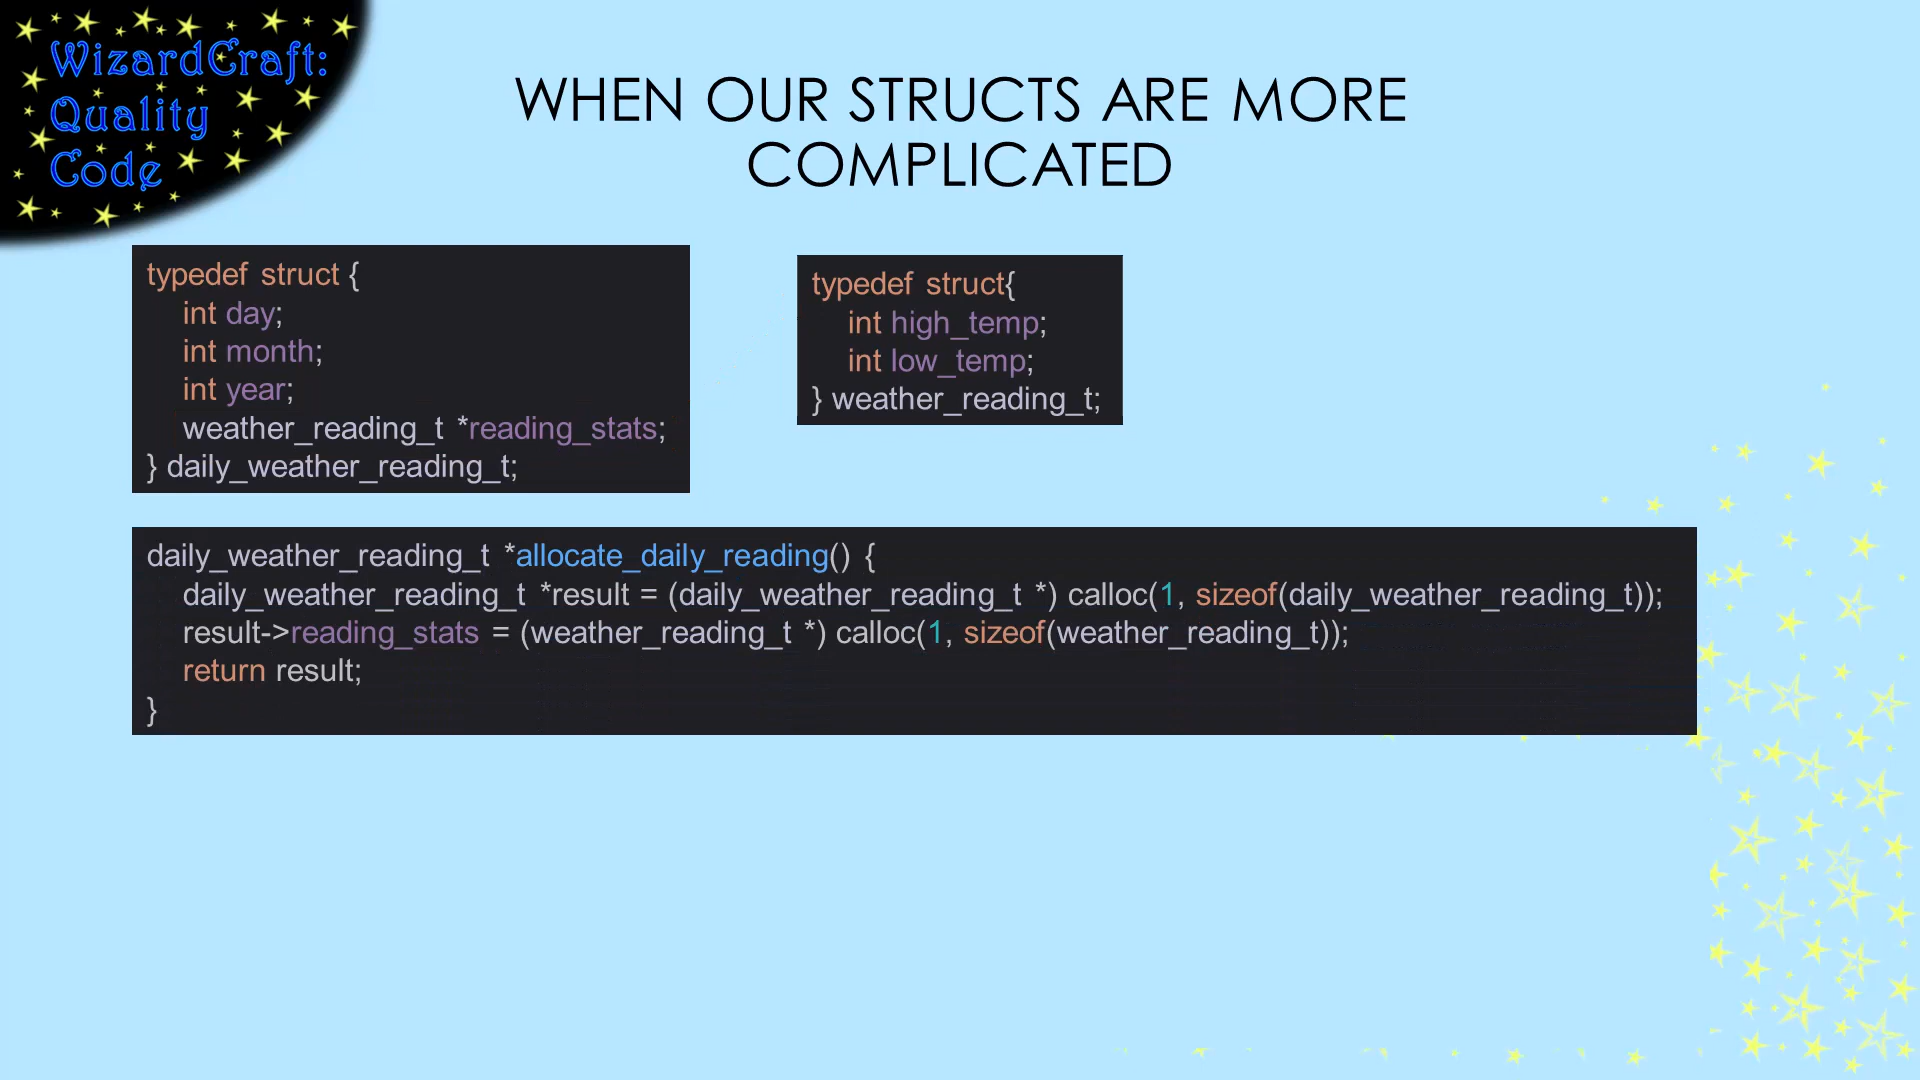 WizardCraft:
Quality
Code
WHEN OUR STRUCTS ARE MORE
COMPLICATED
typedef struct {
    int day;
    int month;
    int year;
    weather_reading_t *reading_stats;
} daily_weather_reading_t;
typedef struct{
    int high_temp;
    int low_temp;
} weather_reading_t;
daily_weather_reading_t *allocate_daily_reading() {
    daily_weather_reading_t *result = (daily_weather_reading_t *) calloc(1, sizeof(daily_weather_reading_t));
    result->reading_stats = (weather_reading_t *) calloc(1, sizeof(weather_reading_t));
    return result;
}